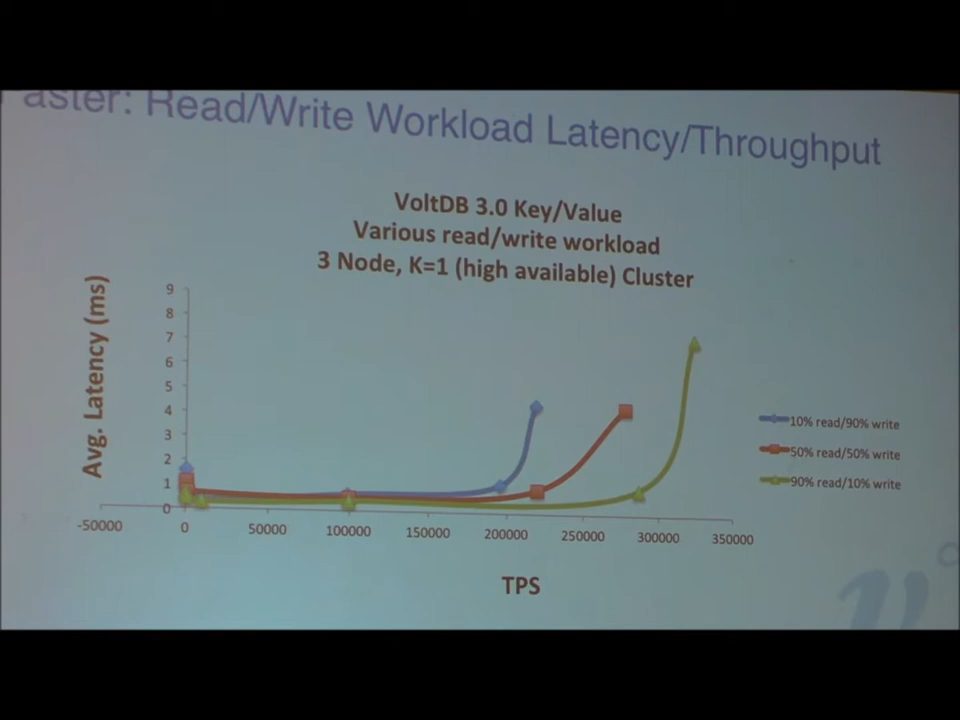 aster: Read/Write Workload Latency/Throughput
VoltDB 3.0 Key/Value
Various read/write workload
3 Node, K=1 (high available) Cluster
Avg. Latency (ms)
9
8
7
6
5
4
3
2
1
0
-50000 0 50000 100000 150000 200000 250000 300000 350000
TPS
10% read/90% write
50% read/50% write
90% read/10% write